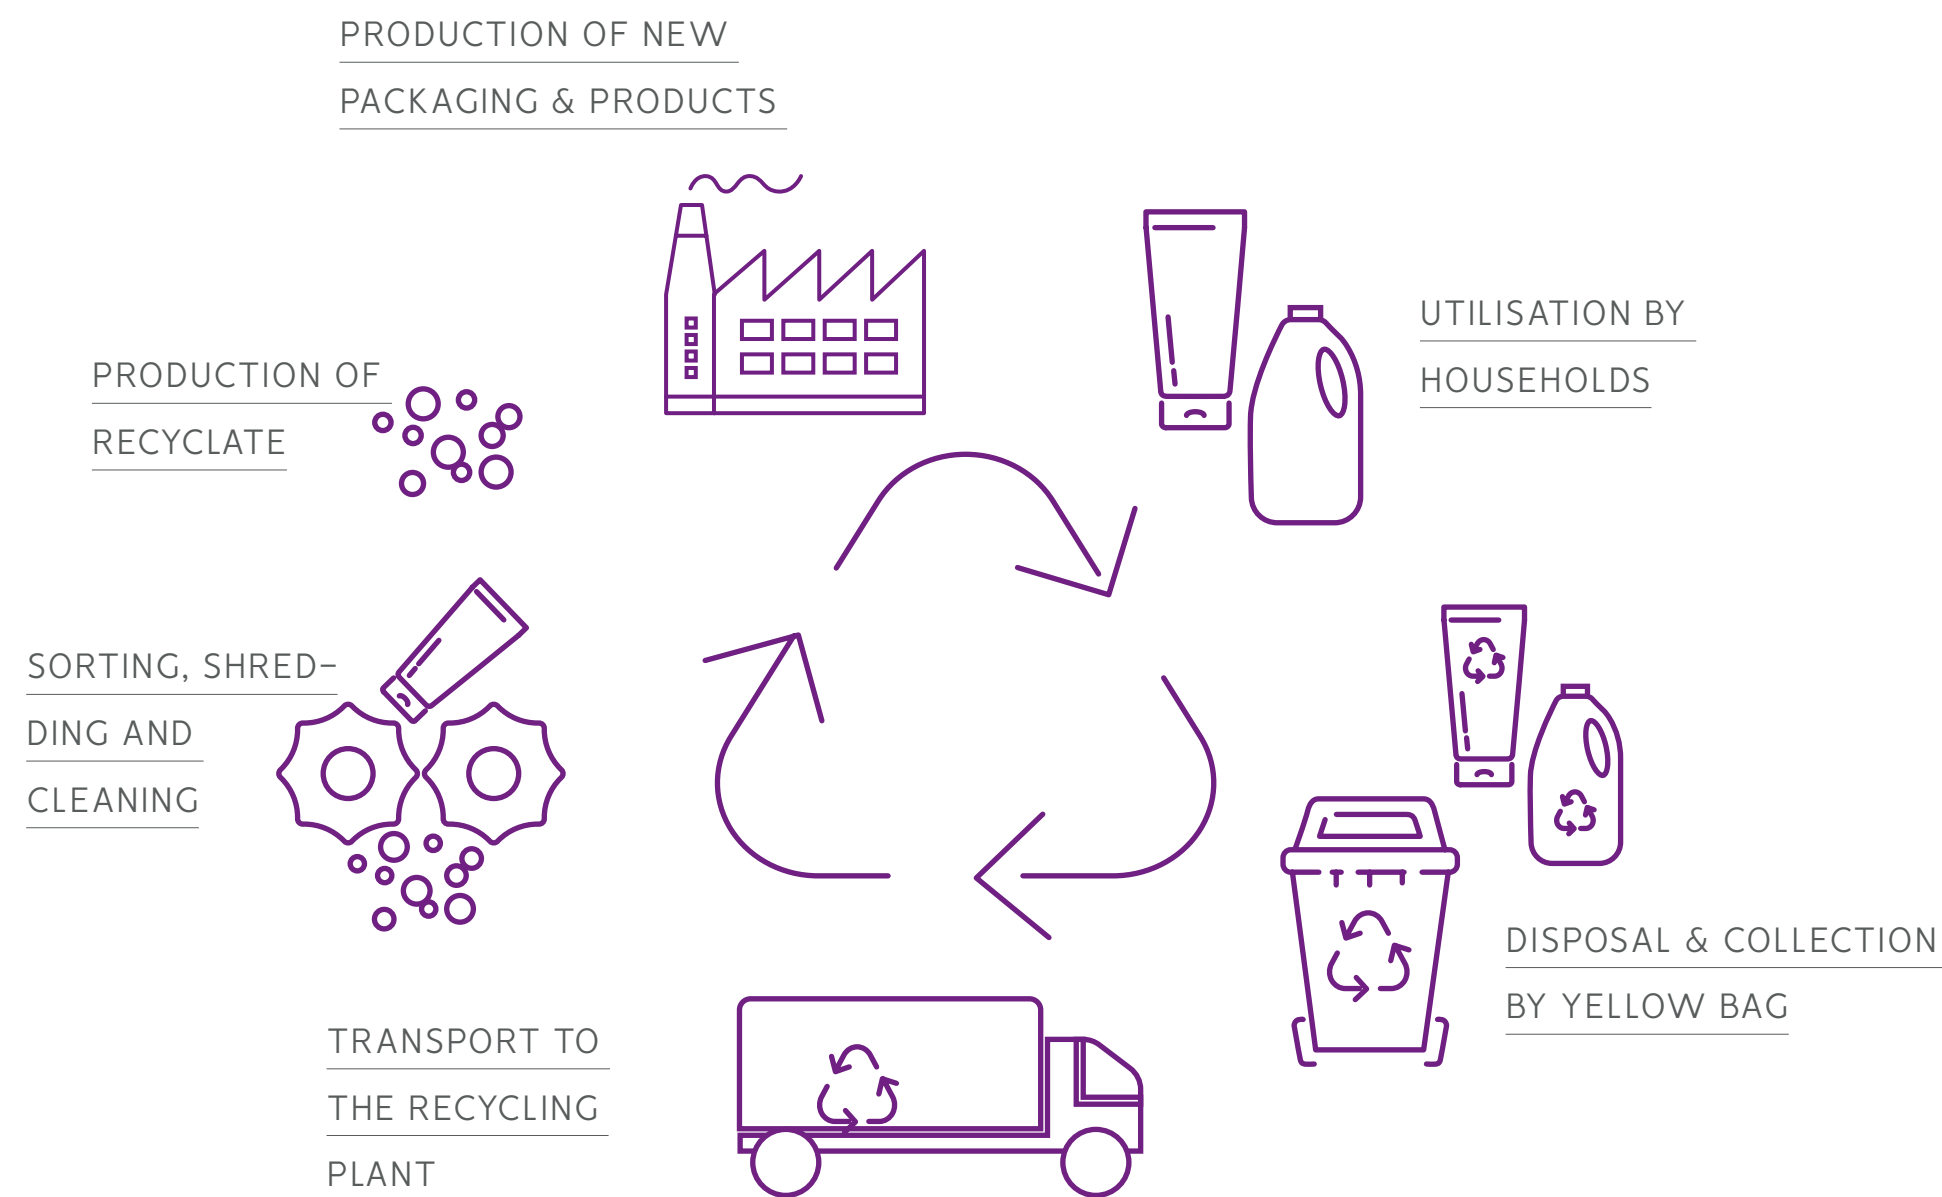 PRODUCTION OF NEW
PACKAGING & PRODUCTS
UTILISATION BY
HOUSEHOLDS
PRODUCTION OF
RECYCLATE
SORTING, SHRED–
DING AND
CLEANING
DISPOSAL & COLLECTION
BY YELLOW BAG
TRANSPORT TO
THE RECYCLING
PLANT